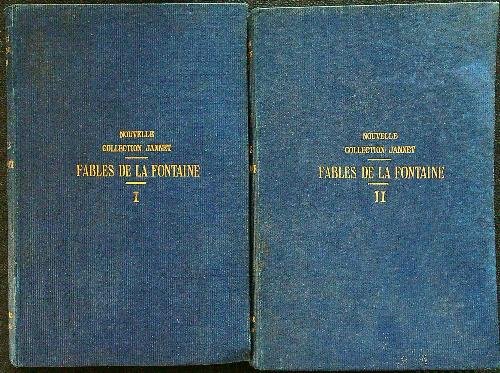 NOUVELLE
COLLECTION JANNET
FABLES DE LA FONTAINE
I
NOUVELLE
COLLECTION JANNET
FABLES DE LA FONTAINE
II